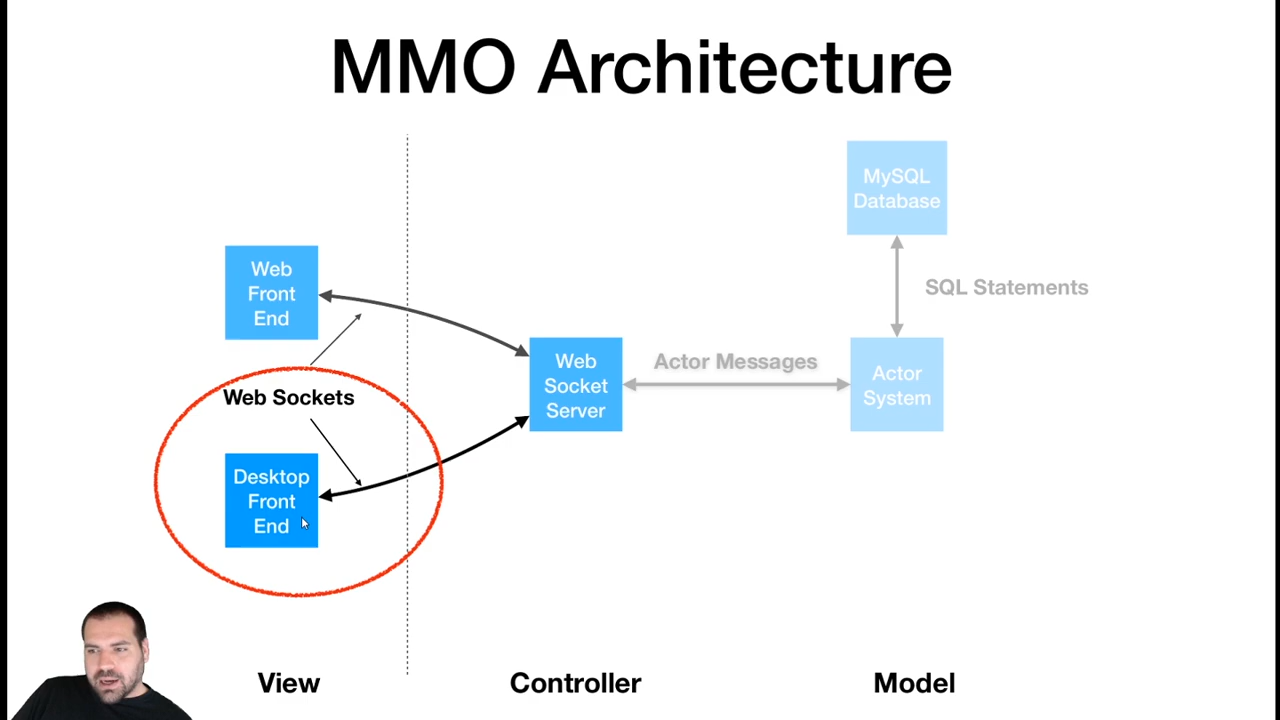 MMO Architecture
MySQL
Database
Web
Front
End
SQL Statements
Web
Socket
Server
Actor Messages
Actor
System
Web Sockets
Desktop
Front
End
View
Controller
Model